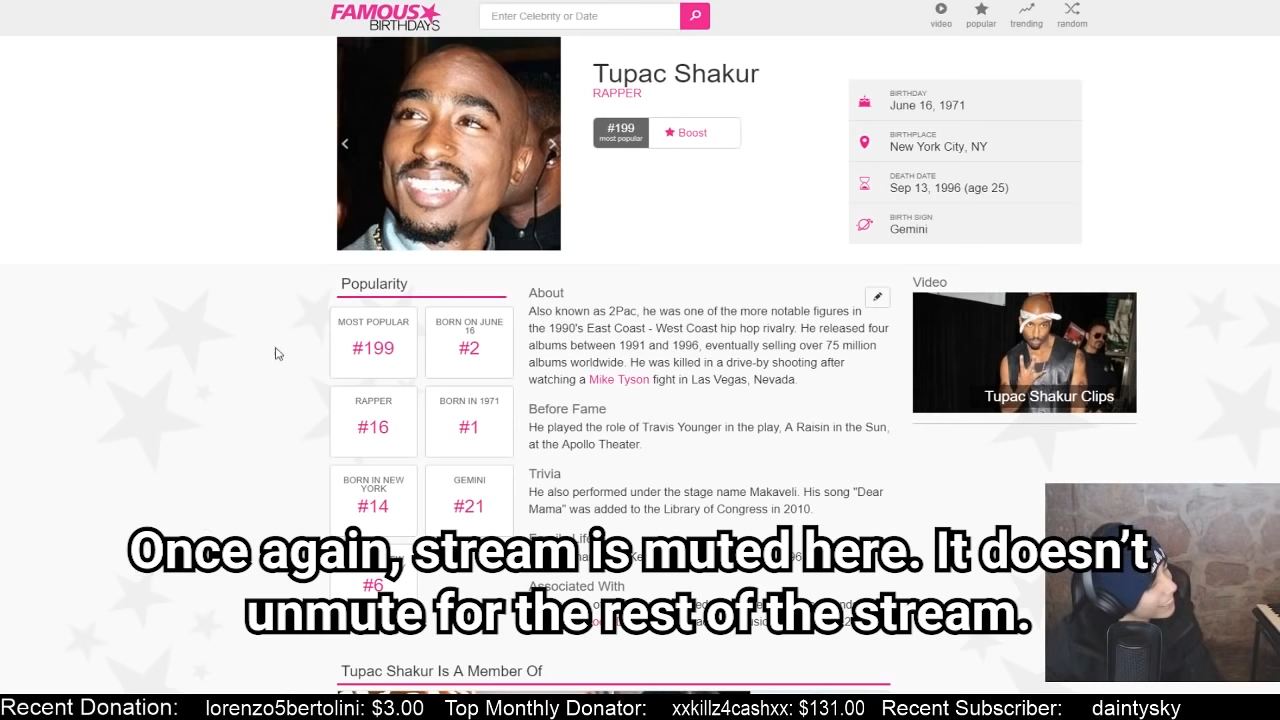 FAMOUS
BIRTHDAYS
Enter Celebrity or Date
video
popular
trending
random
Tupac Shakur
RAPPER
#199
most popular
Boost
BIRTHDAY
June 16, 1971
BIRTHPLACE
New York City, NY
DEATH DATE
Sep 13, 1996 (age 25)
BIRTH SIGN
Gemini
Popularity
MOST POPULAR
#199
BORN ON JUNE
16
#2
RAPPER
#16
BORN IN 1971
#1
BORN IN NEW
YORK
#14
GEMINI
#21
#6
About
Also known as 2Pac, he was one of the more notable figures in
the 1990's East Coast - West Coast hip hop rivalry. He released four
albums between 1991 and 1996, eventually selling over 75 million
albums worldwide. He was killed in a drive-by shooting after
watching a Mike Tyson fight in Las Vegas, Nevada.
Before Fame
He played the role of Travis Younger in the play, A Raisin in the Sun,
at the Apollo Theater.
Trivia
He also performed under the stage name Makaveli. His song "Dear
Mama" was added to the Library of Congress in 2010.
Associated With
Video
Tupac Shakur Clips
Once again, stream is muted here. It doesn't
unmute for the rest of the stream.
Tupac Shakur Is A Member Of
Recent Donation: lorenzo5bertolini: $3.00 Top Monthly Donator: xxkillz4cashxx: $131.00 Recent Subscriber: daintysky